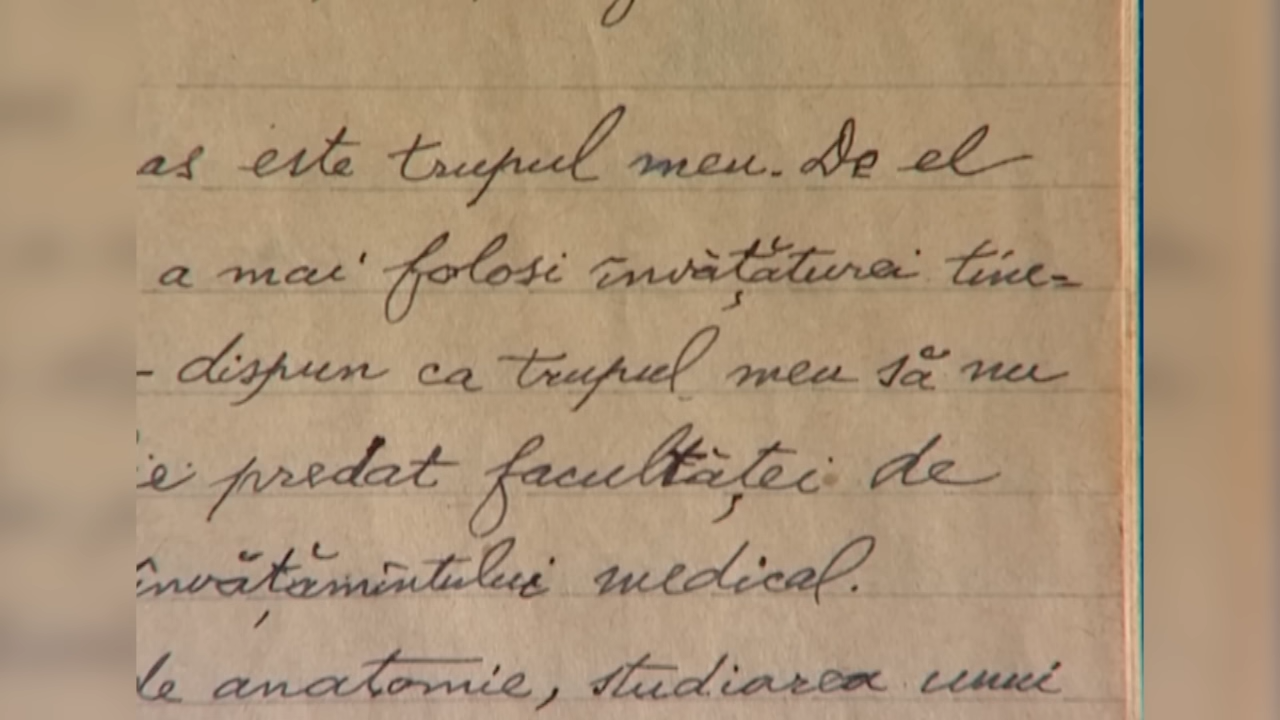 as este trupul meu. De el
a mai folosi învățăturei tine=
- dispun ca trupul meu să nu
ie predat facultăței de
învățămîntului medical.
de anatomie, studiarea unui